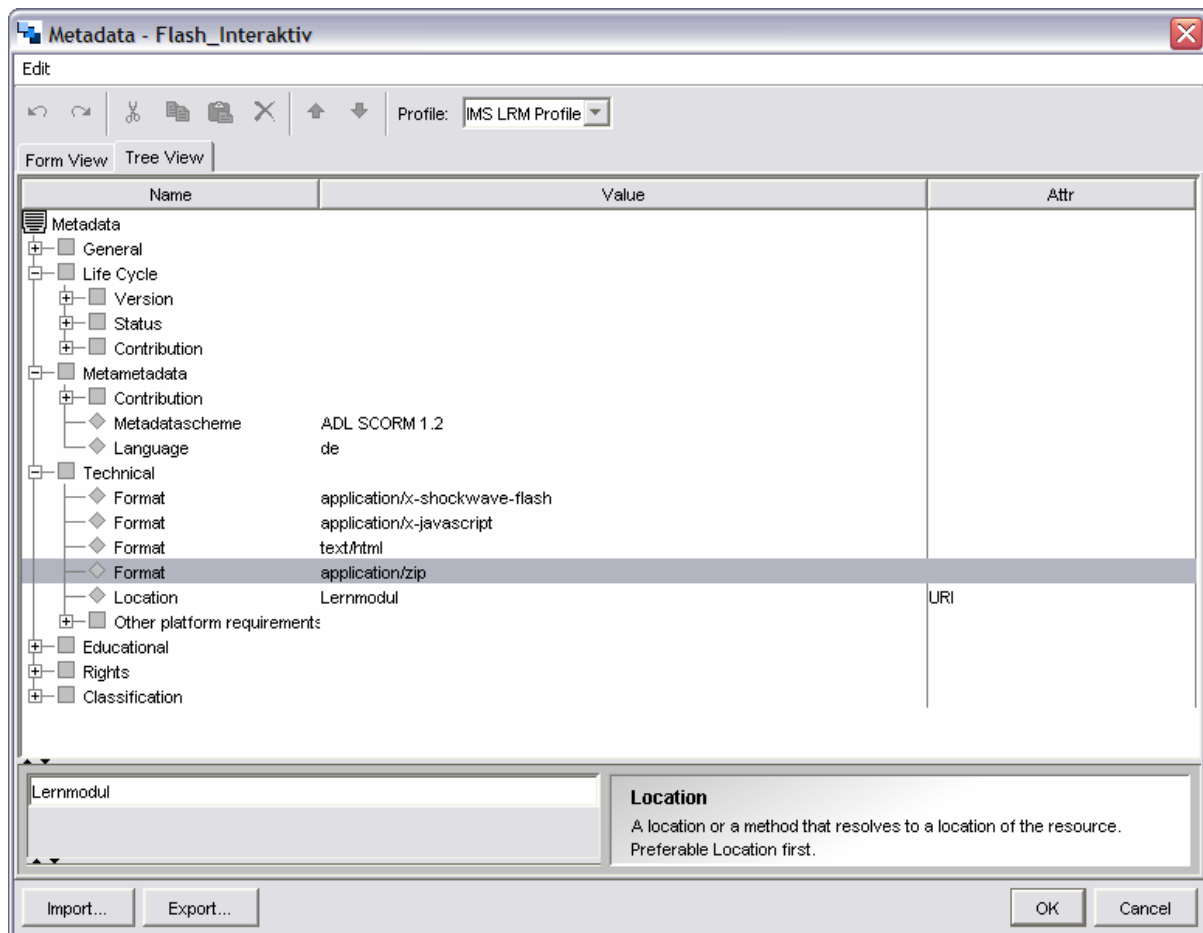 Metadata - Flash_Interaktiv
Edit
Profile: IMS LRM Profile
Form View Tree View
Name Value Attr
Metadata
General
Life Cycle
Version
Status
Contribution
Metametadata
Contribution
Metadatascheme ADL SCORM 1.2
Language de
Technical
Format application/x-shockwave-flash
Format application/x-javascript
Format text/html
Format application/zip
Location Lernmodul URI
Other platform requirements
Educational
Rights
Classification
Lernmodul
Location
A location or a method that resolves to a location of the resource.
Preferable Location first.
Import... Export... OK Cancel